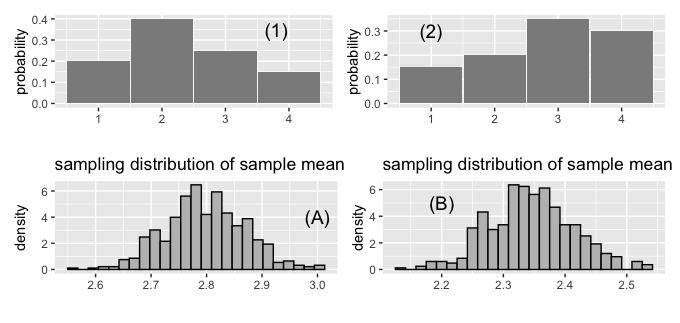 probability
0.4
0.3
0.2
0.1
0.0
(1)
1 2 3 4
probability
0.3
0.2
0.1
0.0
(2)
1 2 3 4
sampling distribution of sample mean
density
6
4
2
0
(A)
2.6 2.7 2.8 2.9 3.0
sampling distribution of sample mean
density
6
4
2
0
(B)
2.2 2.3 2.4 2.5